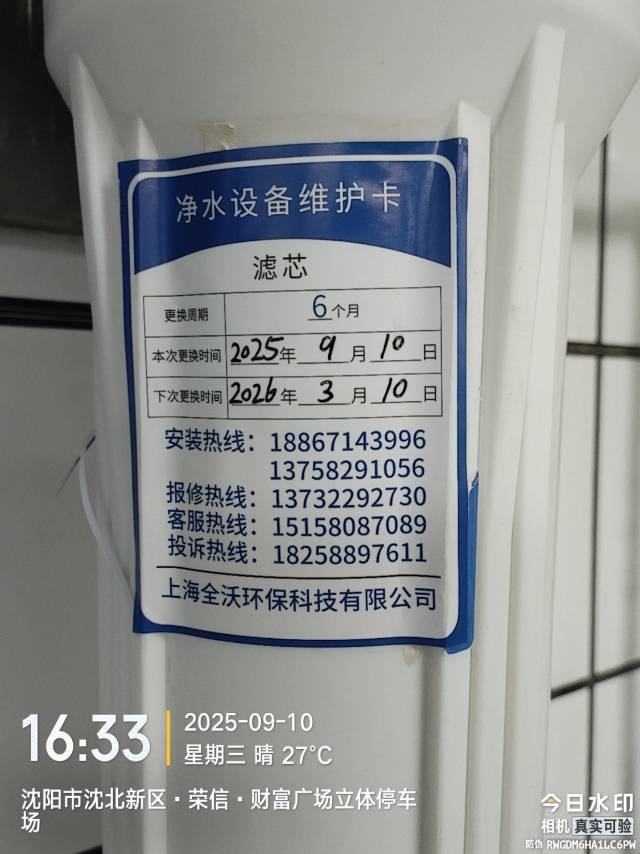 净水设备维护卡
滤芯
更换周期 6个月
本次更换时间 2025年 9月 10日
下次更换时间 2026年 3月 10日
安装热线：18867143996
13758291056
报修热线：13732292730
客服热线：15158087089
投诉热线：18258897611
上海全沃环保科技有限公司
16:33
2025-09-10
星期三 晴 27°C
沈阳市沈北新区·荣信·财富广场立体停车
场
今日水印
相机 真实可验
防伪 RWGDM6HA1LC6PW